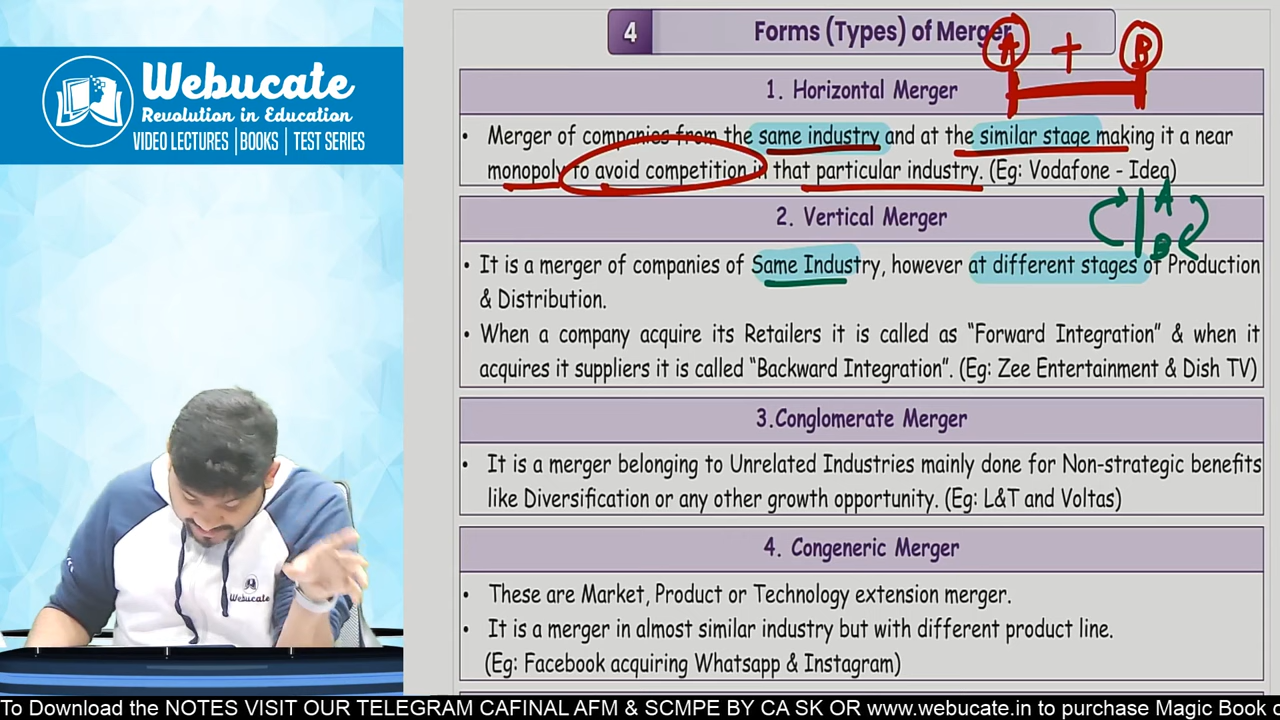 Webucate
Revolution in Education
VIDEO LECTURES | BOOKS | TEST SERIES
4 Forms (Types) of Merger
A + B
1. Horizontal Merger
• Merger of companies from the same industry and at the similar stage making it a near
monopoly to avoid competition in that particular industry. (Eg: Vodafone - Idea)
2. Vertical Merger
A
B
• It is a merger of companies of Same Industry, however at different stages of Production
& Distribution.
• When a company acquire its Retailers it is called as “Forward Integration” & when it
acquires it suppliers it is called “Backward Integration”. (Eg: Zee Entertainment & Dish TV)
3.Conglomerate Merger
• It is a merger belonging to Unrelated Industries mainly done for Non-strategic benefits
like Diversification or any other growth opportunity. (Eg: L&T and Voltas)
4. Congeneric Merger
• These are Market, Product or Technology extension merger.
• It is a merger in almost similar industry but with different product line.
(Eg: Facebook acquiring Whatsapp & Instagram)
Webucate
To Download the NOTES VISIT OUR TELEGRAM CAFINAL AFM & SCMPE BY CA SK OR www.webucate.in to purchase Magic Book